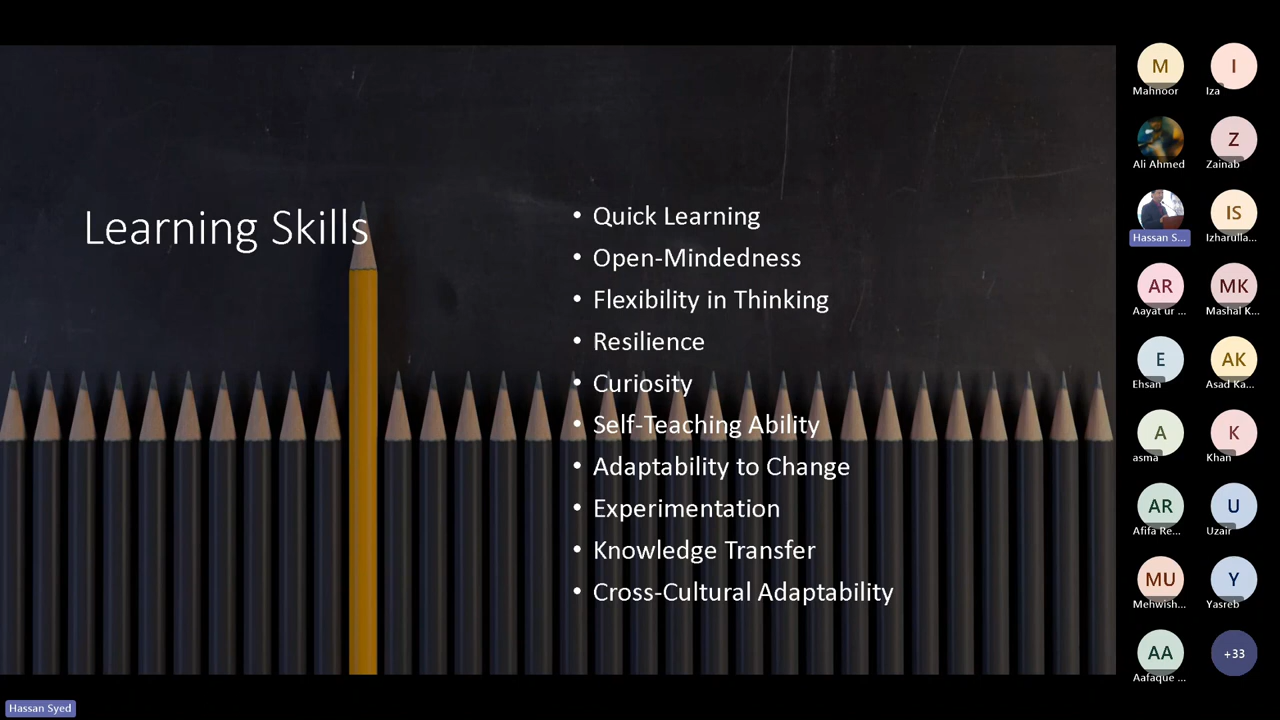 Learning Skills
• Quick Learning
• Open-Mindedness
• Flexibility in Thinking
• Resilience
• Curiosity
• Self-Teaching Ability
• Adaptability to Change
• Experimentation
• Knowledge Transfer
• Cross-Cultural Adaptability
M
Mahnoor
I
Iza
Ali Ahmed
Z
Zainab
Hassan S...
IS
Izharulla...
AR
Aayat ur ...
MK
Mashal K...
E
Ehsan
AK
Asad Ka...
A
asma
K
Khan
AR
Afifa Re...
U
Uzair
MU
Mehwish...
Y
Yasreb
AA
Aafaque ...
+33
Hassan Syed